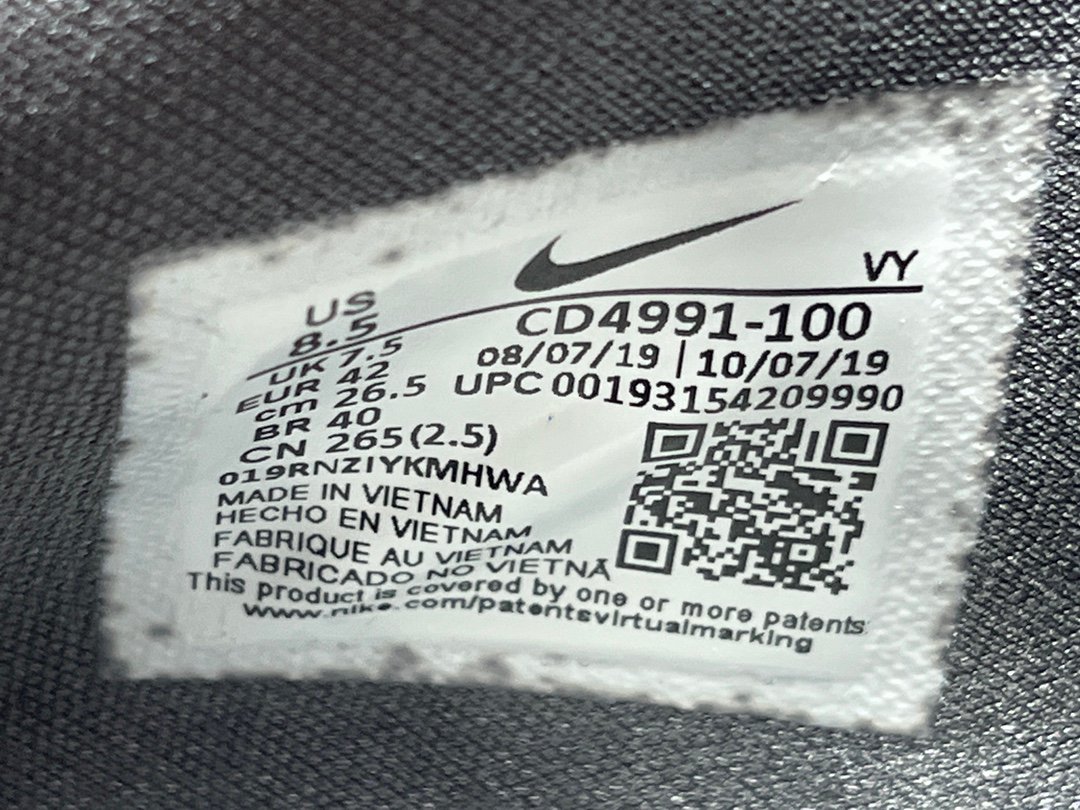 VY
US
8.5
UK 7.5
EUR 42
cm 26.5
BR 40
CN 265(2.5)
CD4991-100
08/07/19 | 10/07/19
UPC 00193154209990
019RNZIYKMHWA
MADE IN VIETNAM
HECHO EN VIETNAM
FABRIQUE AU VIETNAM
FABRICADO NO VIETNÃ
This product is covered by one or more patents
www.nike.com/patentsvirtualmarking